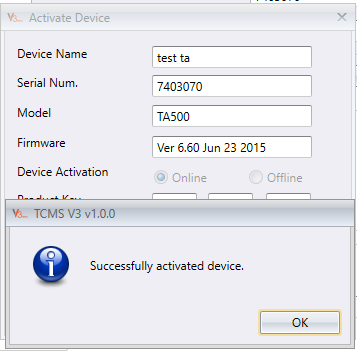 Activate Device
Device Name
test ta
Serial Num.
7403070
Model
TA500
Firmware
Ver 6.60 Jun 23 2015
Device Activation
Online
Offline
Product Key
TCMS V3 v1.0.0
Successfully activated device.
OK